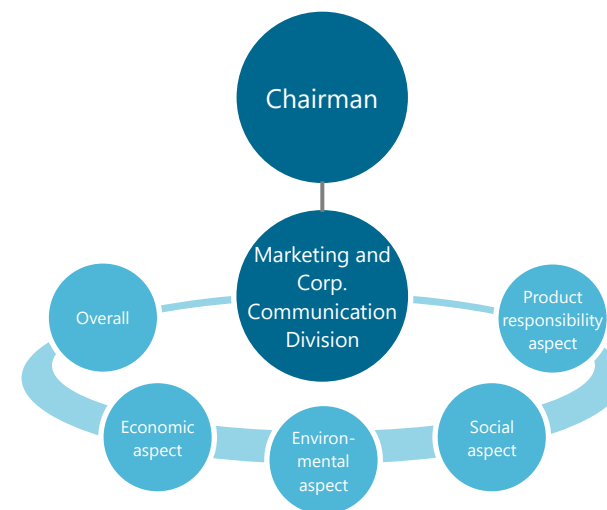 Chairman
Marketing and
Corp.
Communication
Division
Overall
Product
responsibility
aspect
Economic
aspect
Environ-
mental
aspect
Social
aspect